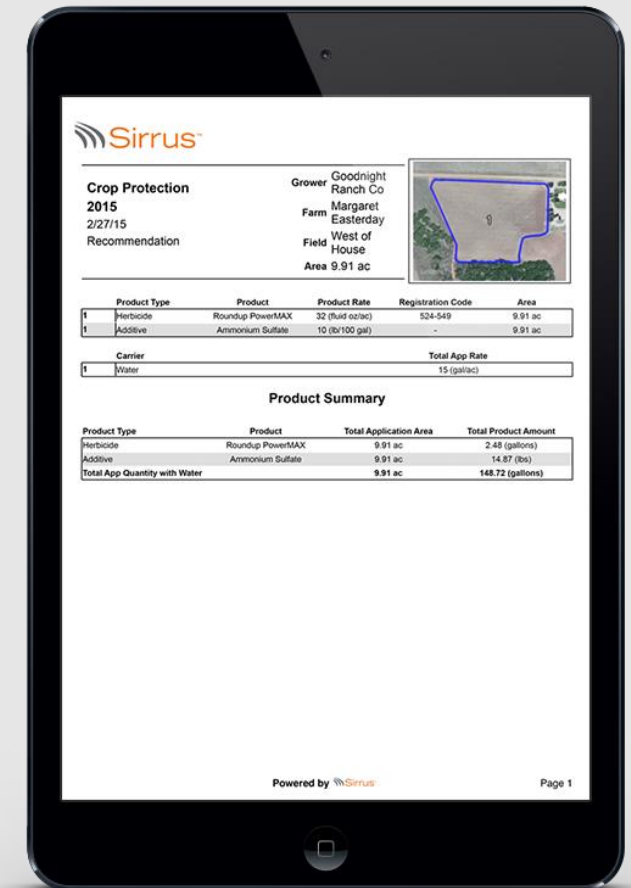 Sirrus™
Crop Protection
2015
2/27/15
Recommendation
Grower Goodnight
Ranch Co
Farm Margaret
Easterday
Field West of
House
Area 9.91 ac
9
Product Type Product Product Rate Registration Code Area
1 Herbicide Roundup PowerMAX 32 (fluid oz/ac) 524-549 9.91 ac
1 Additive Ammonium Sulfate 10 (lb/100 gal) - 9.91 ac
Carrier Total App Rate
1 Water 15 (gal/ac)
Product Summary
Product Type Product Total Application Area Total Product Amount
Herbicide Roundup PowerMAX 9.91 ac 2.48 (gallons)
Additive Ammonium Sulfate 9.91 ac 14.87 (lbs)
Total App Quantity with Water 9.91 ac 148.72 (gallons)
Powered by Sirrus™ Page 1